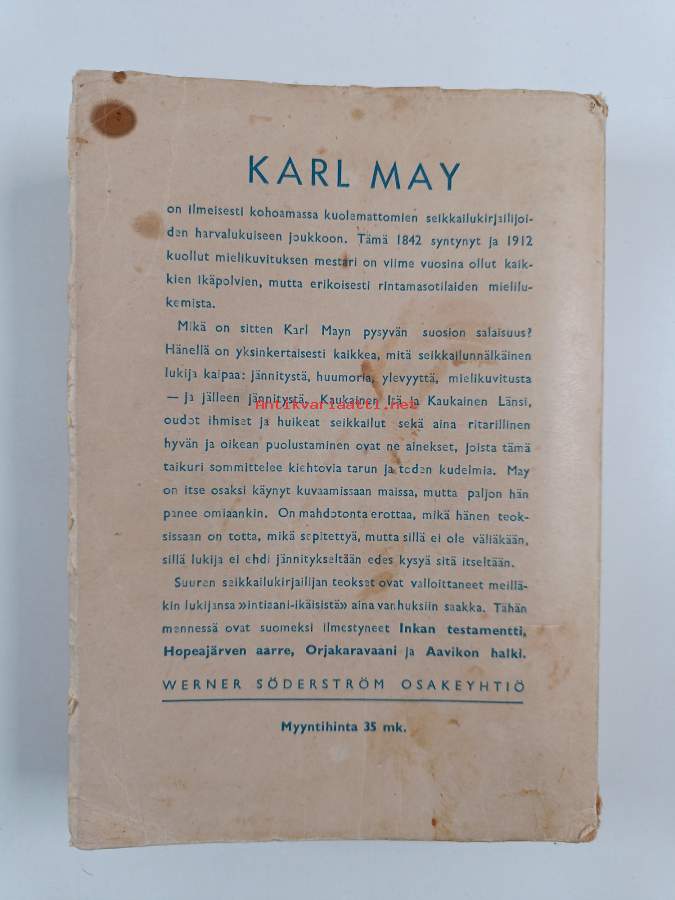 KARL MAY
on ilmeisesti kohoamassa kuolemattomien seikkailukirjailijoi-
den harvalukuiseen joukkoon. Tämä 1842 syntynyt ja 1912
kuollut mielikuvituksen mestari on viime vuosina ollut kaik-
kien ikäpolvien, mutta erikoisesti rintamasotilaiden mielilu-
kemista.
Mikä on sitten Karl Mayn pysyvän suosion salaisuus?
Hänellä on yksinkertaisesti kaikkea, mitä seikkailunnälkäinen
lukija kaipaa: jännitystä, huumoria, ylevyyttä, mielikuvitusta
— ja jälleen jännitystä. Kaukainen Itä ja Kaukainen Länsi,
Antikvariaatti.net
oudot ihmiset ja huikeat seikkailut sekä aina ritarillinen
hyvän ja oikean puolustaminen ovat ne ainekset, joista tämä
taikuri sommittelee kiehtovia tarun ja toden kudelmia. May
on itse osaksi käynyt kuvaamissaan maissa, mutta paljon hän
panee omiaankin. On mahdotonta erottaa, mikä hänen teok-
sissaan on totta, mikä sepitettyä, mutta sillä ei ole väliäkään,
sillä lukija ei ehdi jännitykseltään edes kysyä sitä itseltään.
Suuren seikkailukirjailijan teokset ovat valloittaneet meillä-
kin lukijansa »intiaani-ikäisistä» aina vanhuksiin saakka. Tähän
mennessä ovat suomeksi ilmestyneet Inkan testamentti,
Hopeajärven aarre, Orjakaravaani ja Aavikon halki.
WERNER SÖDERSTRÖM OSAKEYHTIÖ
Myyntihinta 35 mk.